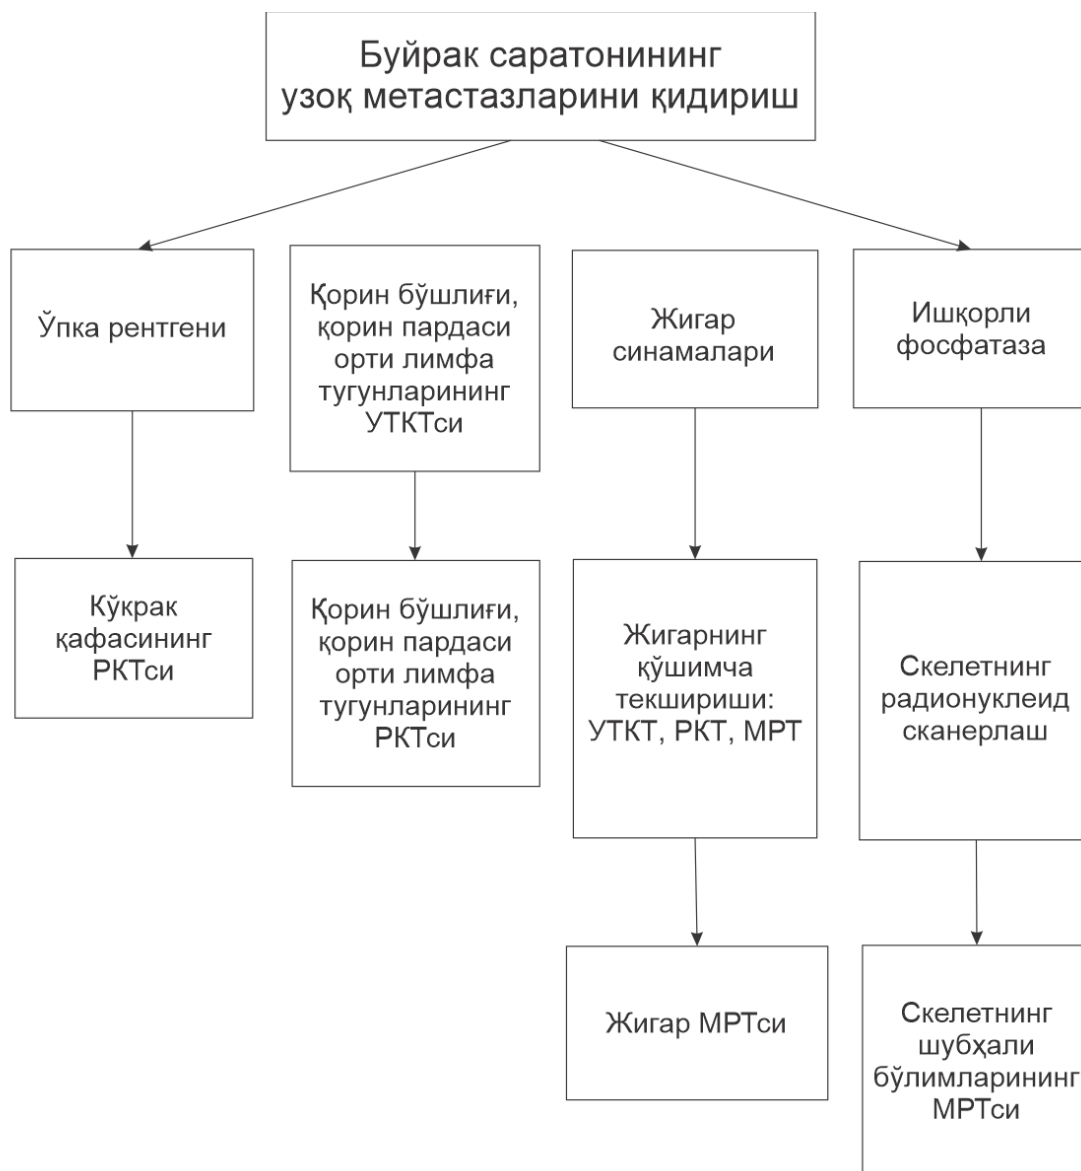 Буйрак саратонининг
узоқ метастазларини қидириш
Ўпка рентгени
Қорин бўшлиғи,
қорин пардаси
орти лимфа
тугунларининг
УТКТси
Жигар
синамалари
Ишқорли
фосфатаза
Кўкрак
қафасининг
РКТси
Қорин бўшлиғи,
қорин пардаси
орти лимфа
тугунларининг
РКТси
Жигарнинг
қўшимча
текшириши:
УТКТ, РКТ, МРТ
Скелетнинг
радионуклеид
сканерлаш
Жигар МРТси
Скелетнинг
шубҳали
бўлимларининг
МРТси